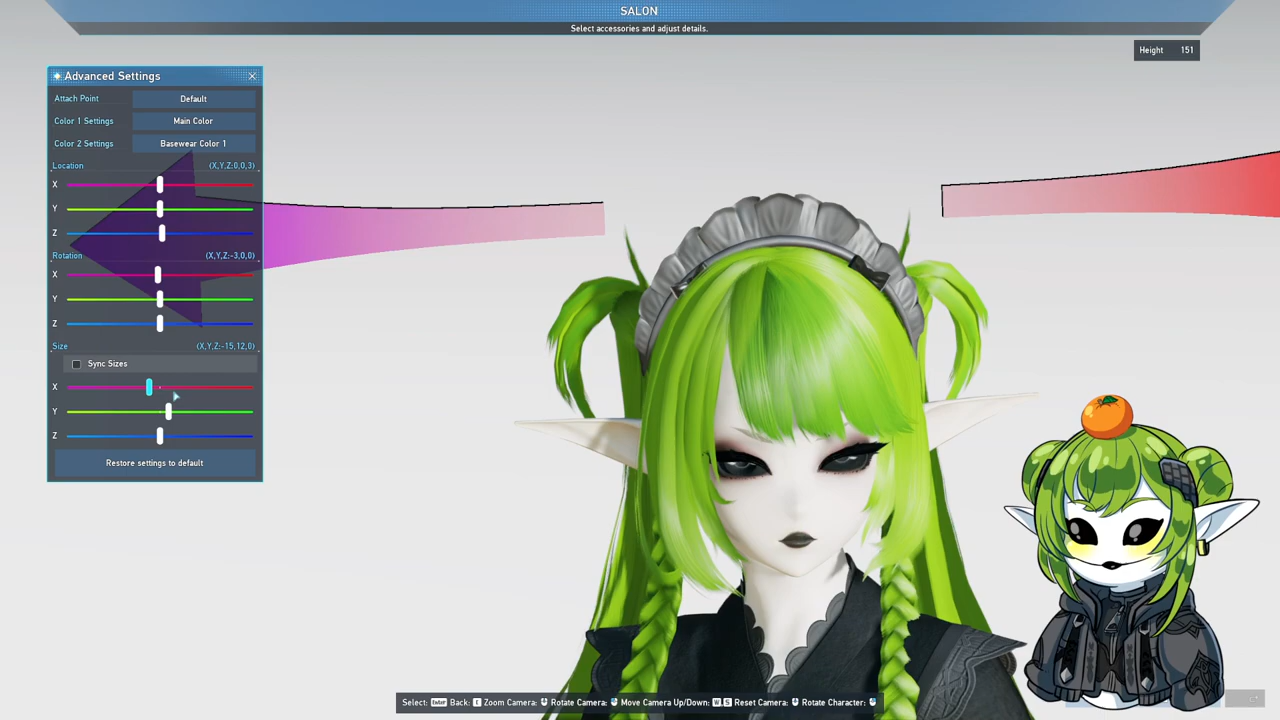 SALON
Select accessories and adjust details.
Height 151
Advanced Settings
Attach Point Default
Color 1 Settings Main Color
Color 2 Settings Basewear Color 1
Location (X,Y,Z:0,0,3)
X
Y
Z
Rotation (X,Y,Z:-3,0,0)
X
Y
Z
Size (X,Y,Z:-15,12,0)
Sync Sizes
X
Y
Z
Restore settings to default
Select: Enter Back: E Zoom Camera: Rotate Camera: Move Camera Up/Down: W,S Reset Camera: Rotate Character: